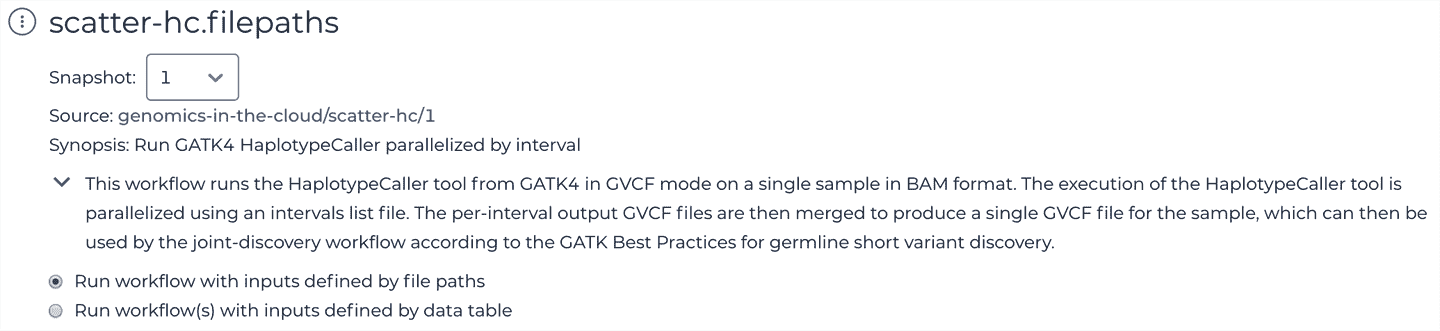 scatter-hc.filepaths
Snapshot: 1
Source: genomics-in-the-cloud/scatter-hc/1
Synopsis: Run GATK4 HaplotypeCaller parallelized by interval
This workflow runs the HaplotypeCaller tool from GATK4 in GVCF mode on a single sample in BAM format. The execution of the HaplotypeCaller tool is
parallelized using an intervals list file. The per-interval output GVCF files are then merged to produce a single GVCF file for the sample, which can then be
used by the joint-discovery workflow according to the GATK Best Practices for germline short variant discovery.
Run workflow with inputs defined by file paths
Run workflow(s) with inputs defined by data table